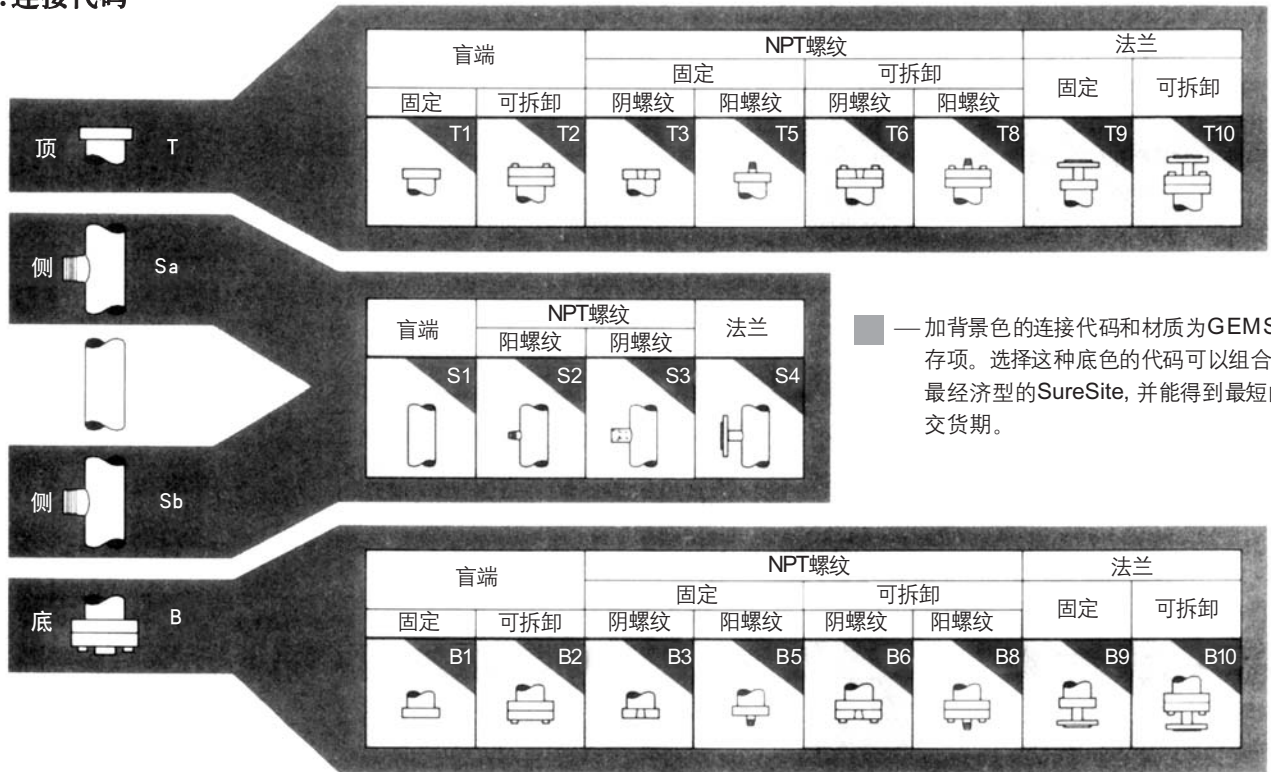 连接代码
盲端 NPT螺纹 法兰
固定 可拆卸 固定 可拆卸
固定 可拆卸 阴螺纹 阳螺纹 阴螺纹 阳螺纹
顶 T T1 T2 T3 T5 T6 T8 T9 T10
侧 Sa
盲端 NPT螺纹 法兰
阳螺纹 阴螺纹
S1 S2 S3 S4
加背景色的连接代码和材质为GEMS
存项。选择这种底色的代码可以组合
最经济型的SureSite, 并能得到最短
交货期。
侧 Sb
盲端 NPT螺纹 法兰
固定 可拆卸 固定 可拆卸
固定 可拆卸 阴螺纹 阳螺纹 阴螺纹 阳螺纹
底 B B1 B2 B3 B5 B6 B8 B9 B10